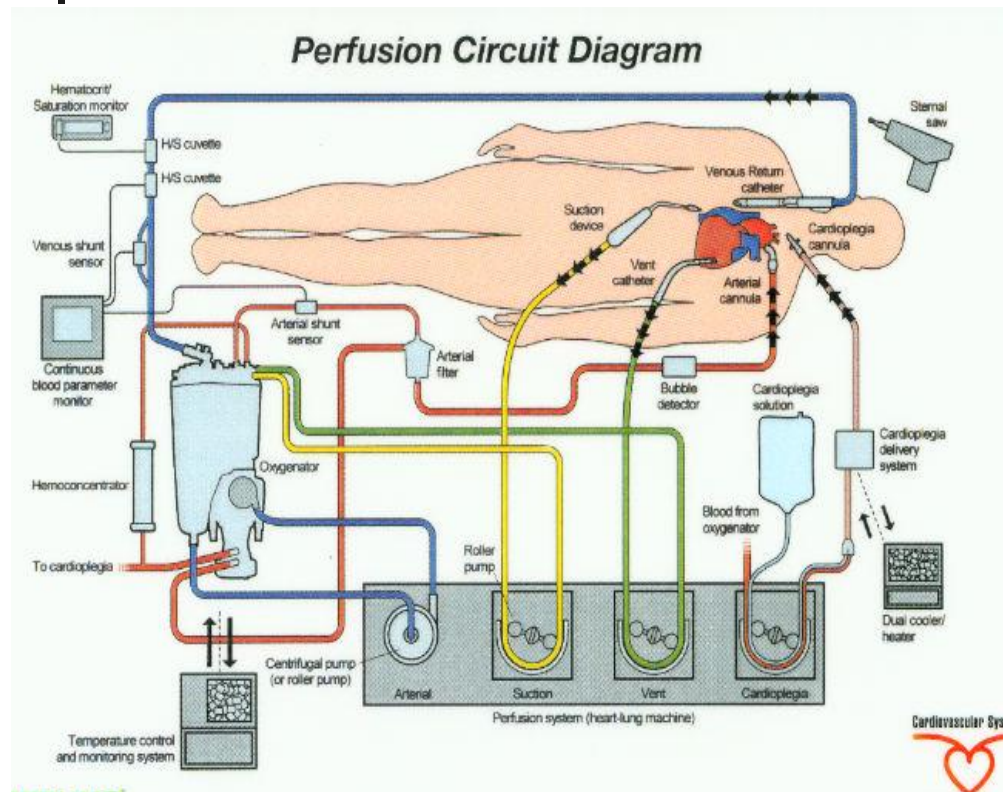 Perfusion Circuit Diagram
Hematocrit/
Saturation monitor
H/S cuvette
H/S cuvette
Sternal
saw
Venous Return
catheter
Suction
device
Cardioplegia
cannula
Venous shunt
sensor
Vent
catheter
Arterial
cannula
Arterial shunt
sensor
Arterial
filter
Continuous
blood parameter
monitor
Bubble
detector
Cardioplegia
solution
Cardioplegia
delivery
system
Oxygenator
Hemoconcentrator
Blood from
oxygenator
Roller
pump
To cardioplegia
Dual cooler/
heater
Centrifugal pump
(or roller pump)
Arterial
Suction
Vent
Cardioplegia
Perfusion system (heart-lung machine)
Temperature control
and monitoring system
Cardiovascular Sys